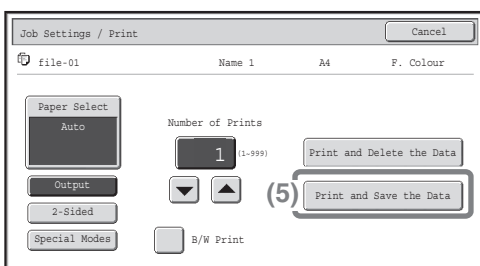 Job Settings / Print
Cancel
file-01 Name 1 A4 F. Colour
Paper Select
Auto
Number of Prints
1 (1~999)
Print and Delete the Data
Output
(5) Print and Save the Data
2-Sided
Special Modes
B/W Print